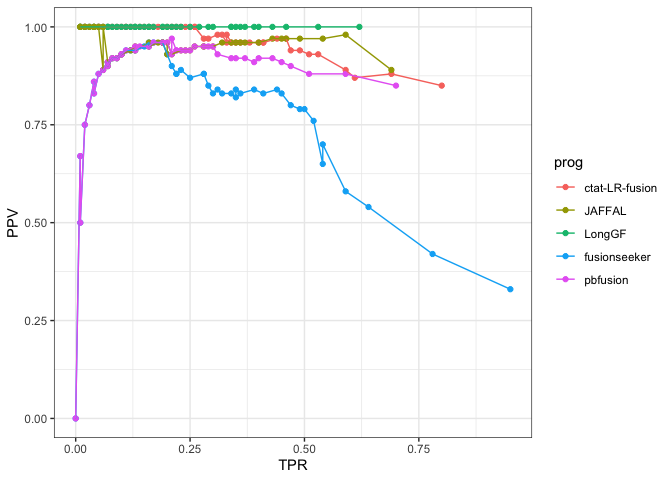 1.00
0.75
0.50
0.25
0.00
PPV
0.00 0.25 0.50 0.75
TPR
prog
ctat-LR-fusion
JAFFAL
LongGF
fusionseeker
pbfusion